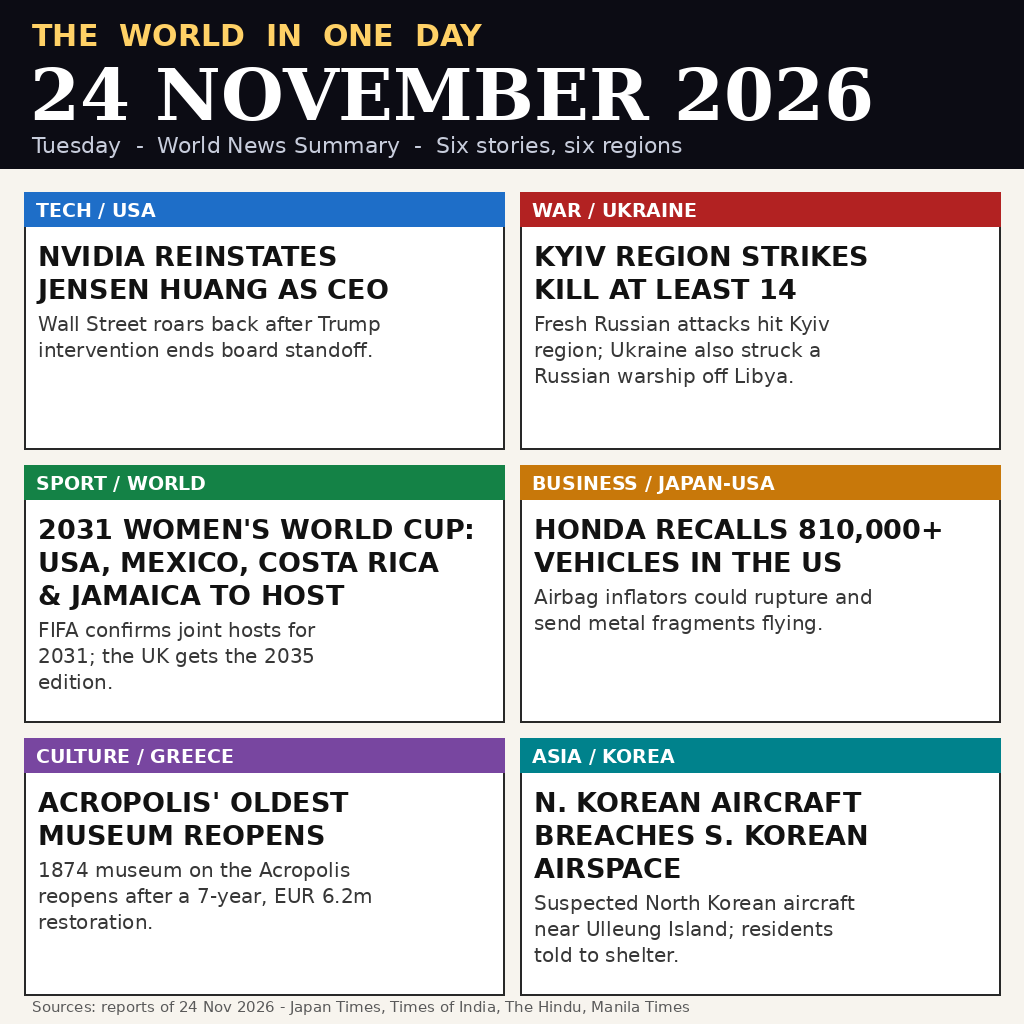 THE WORLD IN ONE DAY
24 NOVEMBER 2026
Tuesday - World News Summary - Six stories, six regions
TECH / USA
NVIDIA REINSTATES
JENSEN HUANG AS CEO
Wall Street roars back after Trump
intervention ends board standoff.
WAR / UKRAINE
KYIV REGION STRIKES
KILL AT LEAST 14
Fresh Russian attacks hit Kyiv
region; Ukraine also struck a
Russian warship off Libya.
SPORT / WORLD
2031 WOMEN'S WORLD CUP:
USA, MEXICO, COSTA RICA
& JAMAICA TO HOST
FIFA confirms joint hosts for
2031; the UK gets the 2035
edition.
BUSINESS / JAPAN-USA
HONDA RECALLS 810,000+
VEHICLES IN THE US
Airbag inflators could rupture and
send metal fragments flying.
CULTURE / GREECE
ACROPOLIS' OLDEST
MUSEUM REOPENS
1874 museum on the Acropolis
reopens after a 7-year, EUR 6.2m
restoration.
ASIA / KOREA
N. KOREAN AIRCRAFT
BREACHES S. KOREAN
AIRSPACE
Suspected North Korean aircraft
near Ulleung Island; residents
told to shelter.
Sources: reports of 24 Nov 2026 - Japan Times, Times of India, The Hindu, Manila Times